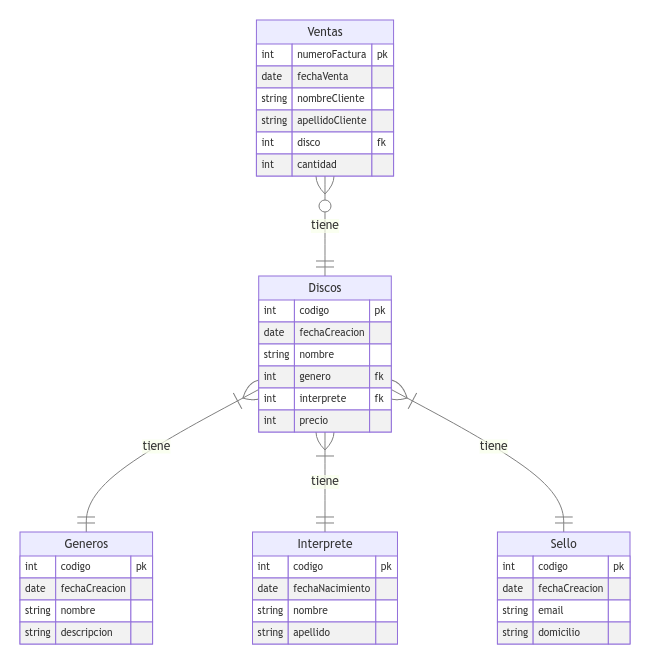 Ventas
int numeroFactura pk
date fechaVenta
string nombreCliente
string apellidoCliente
int disco fk
int cantidad
tiene
Discos
int codigo pk
date fechaCreacion
string nombre
int genero fk
int interprete fk
int precio
tiene
tiene
tiene
Generos
int codigo pk
date fechaCreacion
string nombre
string descripcion
Interprete
int codigo pk
date fechaNacimiento
string nombre
string apellido
Sello
int codigo pk
date fechaCreacion
string email
string domicilio